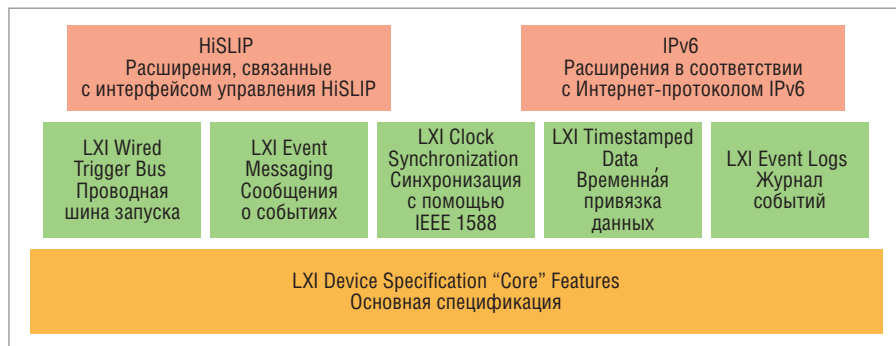 HiSLIP
Расширения, связанные
с интерфейсом управления HiSLIP
IPv6
Расширения в соответствии
с Интернет-протоколом IPv6
LXI Wired
Trigger Bus
Проводная
шина запуска
LXI Event
Messaging
Сообщения
о событиях
LXI Clock
Synchronization
Синхронизация
с помощью
IEEE 1588
LXI Timestamped
Data
Временна́я
привязка
данных
LXI Event Logs
Журнал
событий
LXI Device Specification “Core” Features
Основная спецификация